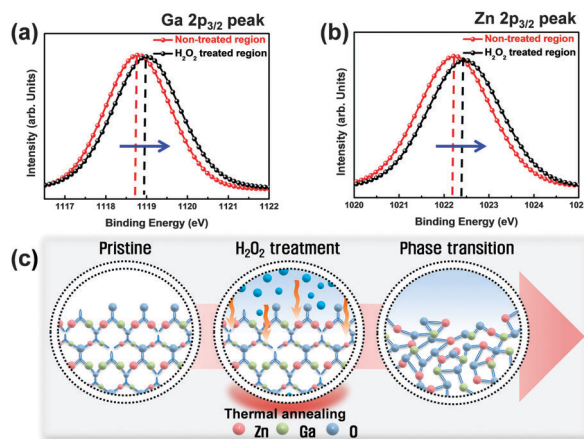 (a)
Ga 2p3/2 peak
Non-treated region
H2O2 treated region
Intensity (arb. Units)
1117 1118 1119 1120 1121 1122
Binding Energy (eV)
(b)
Zn 2p3/2 peak
Non-treated region
H2O2 treated region
Intensity (arb. Units)
1020 1021 1022 1023 1024 102
Binding Energy (eV)
(c)
Pristine
H2O2 treatment
Phase transition
Thermal annealing
Zn Ga O